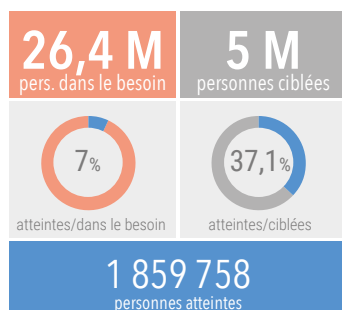 26,4 M
pers. dans le besoin
5 M
personnes ciblées
7%
atteintes/dans le besoin
37,1%
atteintes/ciblées
1 859 758
personnes atteintes